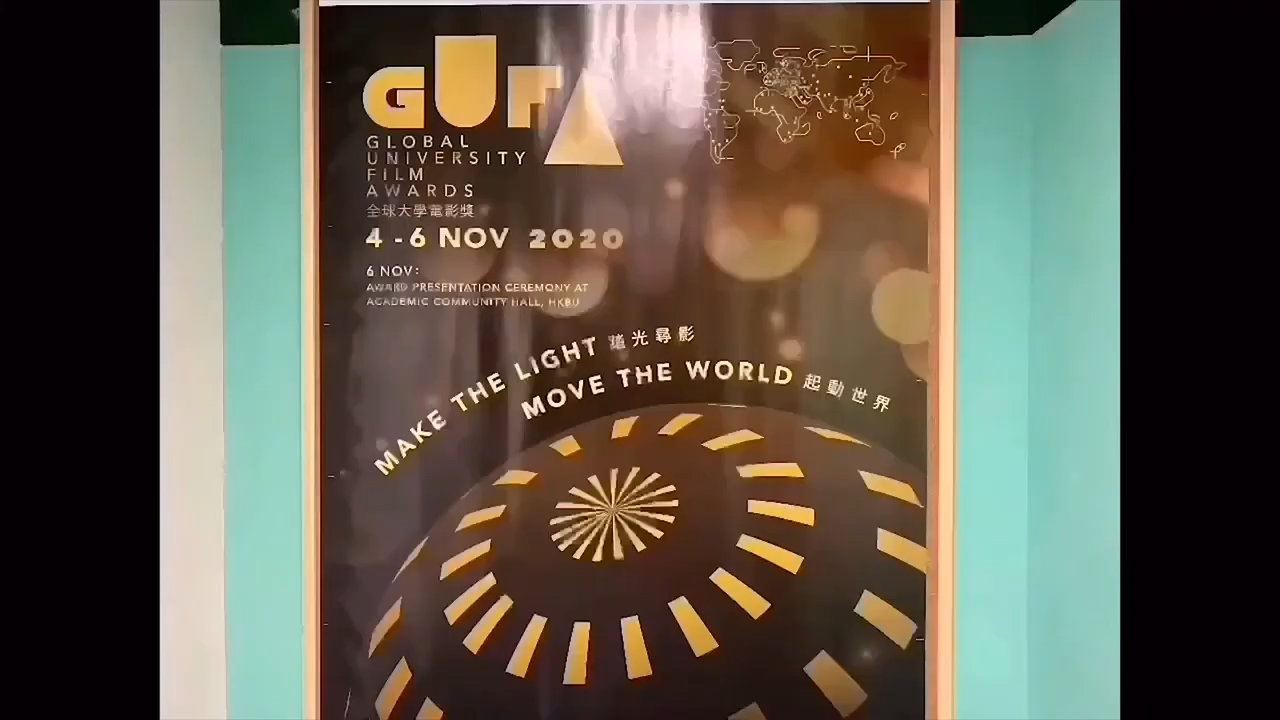 GUFA
GLOBAL
UNIVERSITY
FILM
AWARDS
全球大學電影獎
4 - 6 NOV 2020
6 NOV:
AWARD PRESENTATION CEREMONY AT
ACADEMIC COMMUNITY HALL, HKBU
MAKE THE LIGHT 光尋影
MOVE THE WORLD 起動世界